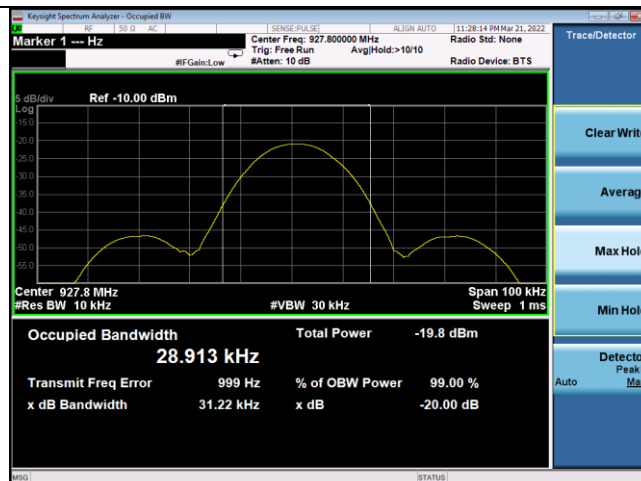 Keysight Spectrum Analyzer - Occupied BW
RF 50 Ω AC SENSE:PULSE ALIGN AUTO 11:28:14 PM Mar 21, 2022
Marker 1 --- Hz
Center Freq: 927.800000 MHz Radio Std: None
Trig: Free Run Avg|Hold:>10/10
#IFGain:Low #Atten: 10 dB Radio Device: BTS
5 dB/div Ref -10.00 dBm
Log
-15.0
-20.0
-25.0
-30.0
-35.0
-40.0
-45.0
-50.0
-55.0
Center 927.8 MHz Span 100 kHz
#Res BW 10 kHz #VBW 30 kHz Sweep 1 ms
Occupied Bandwidth Total Power -19.8 dBm
28.913 kHz
Transmit Freq Error 999 Hz % of OBW Power 99.00 %
x dB Bandwidth 31.22 kHz x dB -20.00 dB
MSG STATUS
Trace/Detector
Clear Writ
Averag
Max Hol
Min Hol
Detecto
Peak
Auto Ma